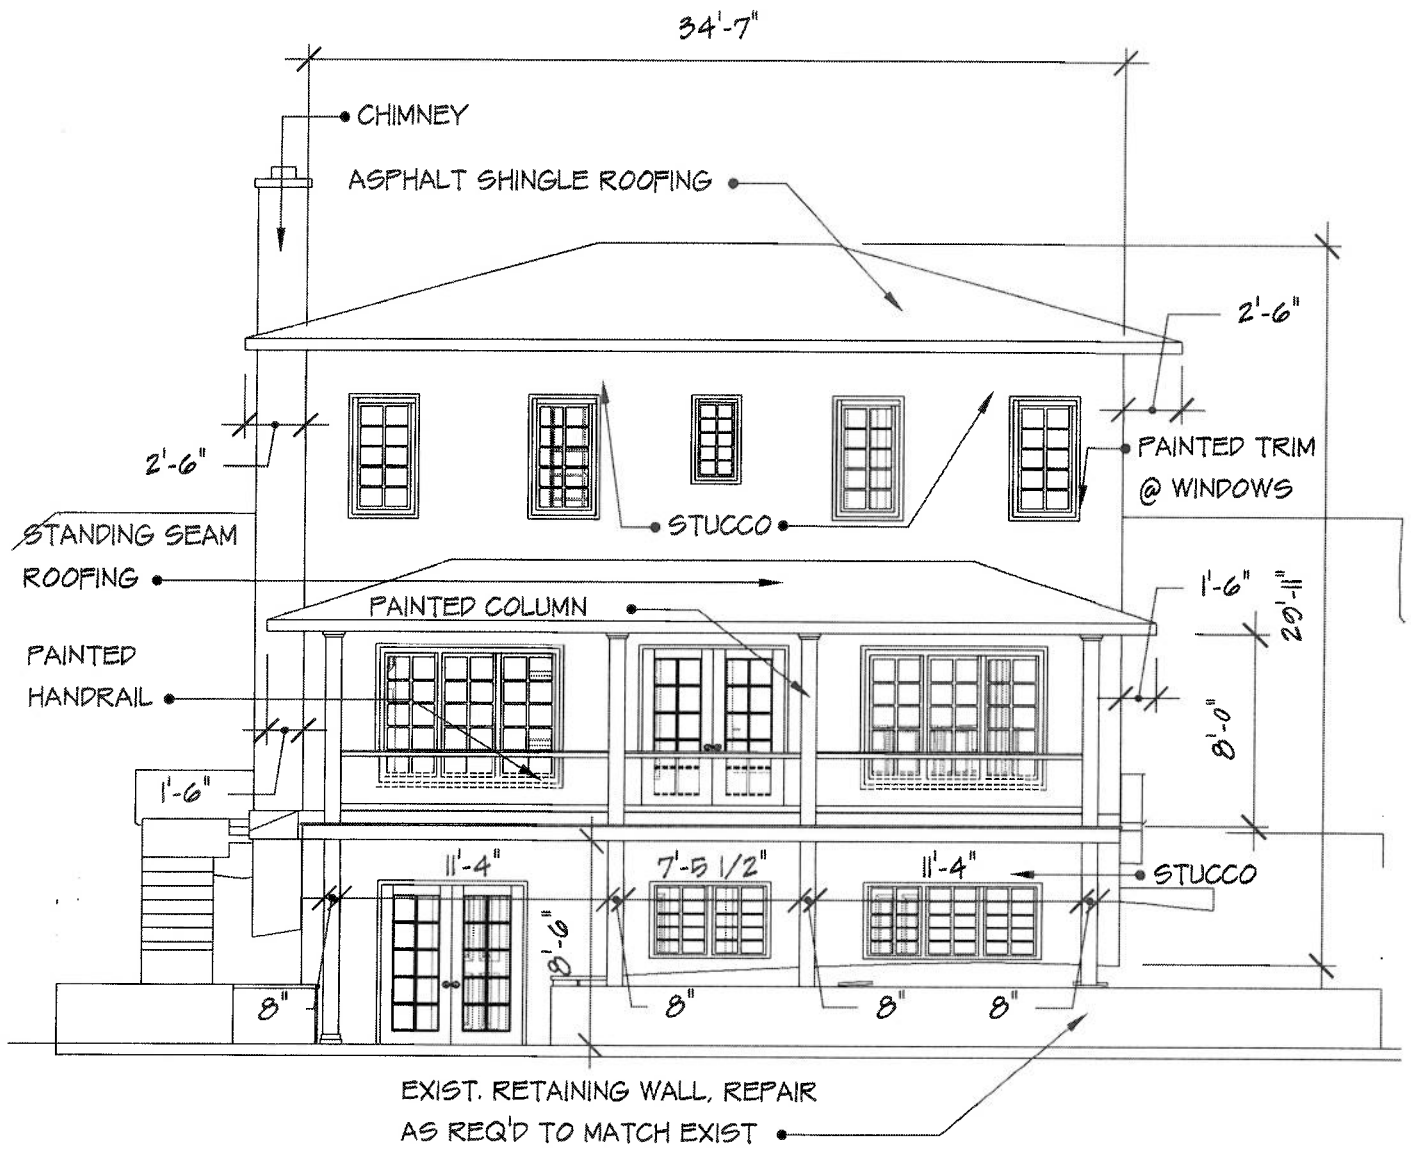 34'-7"
CHIMNEY
ASPHALT SHINGLE ROOFING
2'-6"
PAINTED TRIM
@ WINDOWS
2'-6"
STUCCO
STANDING SEAM
ROOFING
1'-6"
29'-11"
PAINTED COLUMN
PAINTED
HANDRAIL
8'-0"
1'-6"
11'-4"
7'-5 1/2"
11'-4"
STUCCO
8'-6"
8"
8"
8"
8"
EXIST. RETAINING WALL, REPAIR
AS REQ'D TO MATCH EXIST